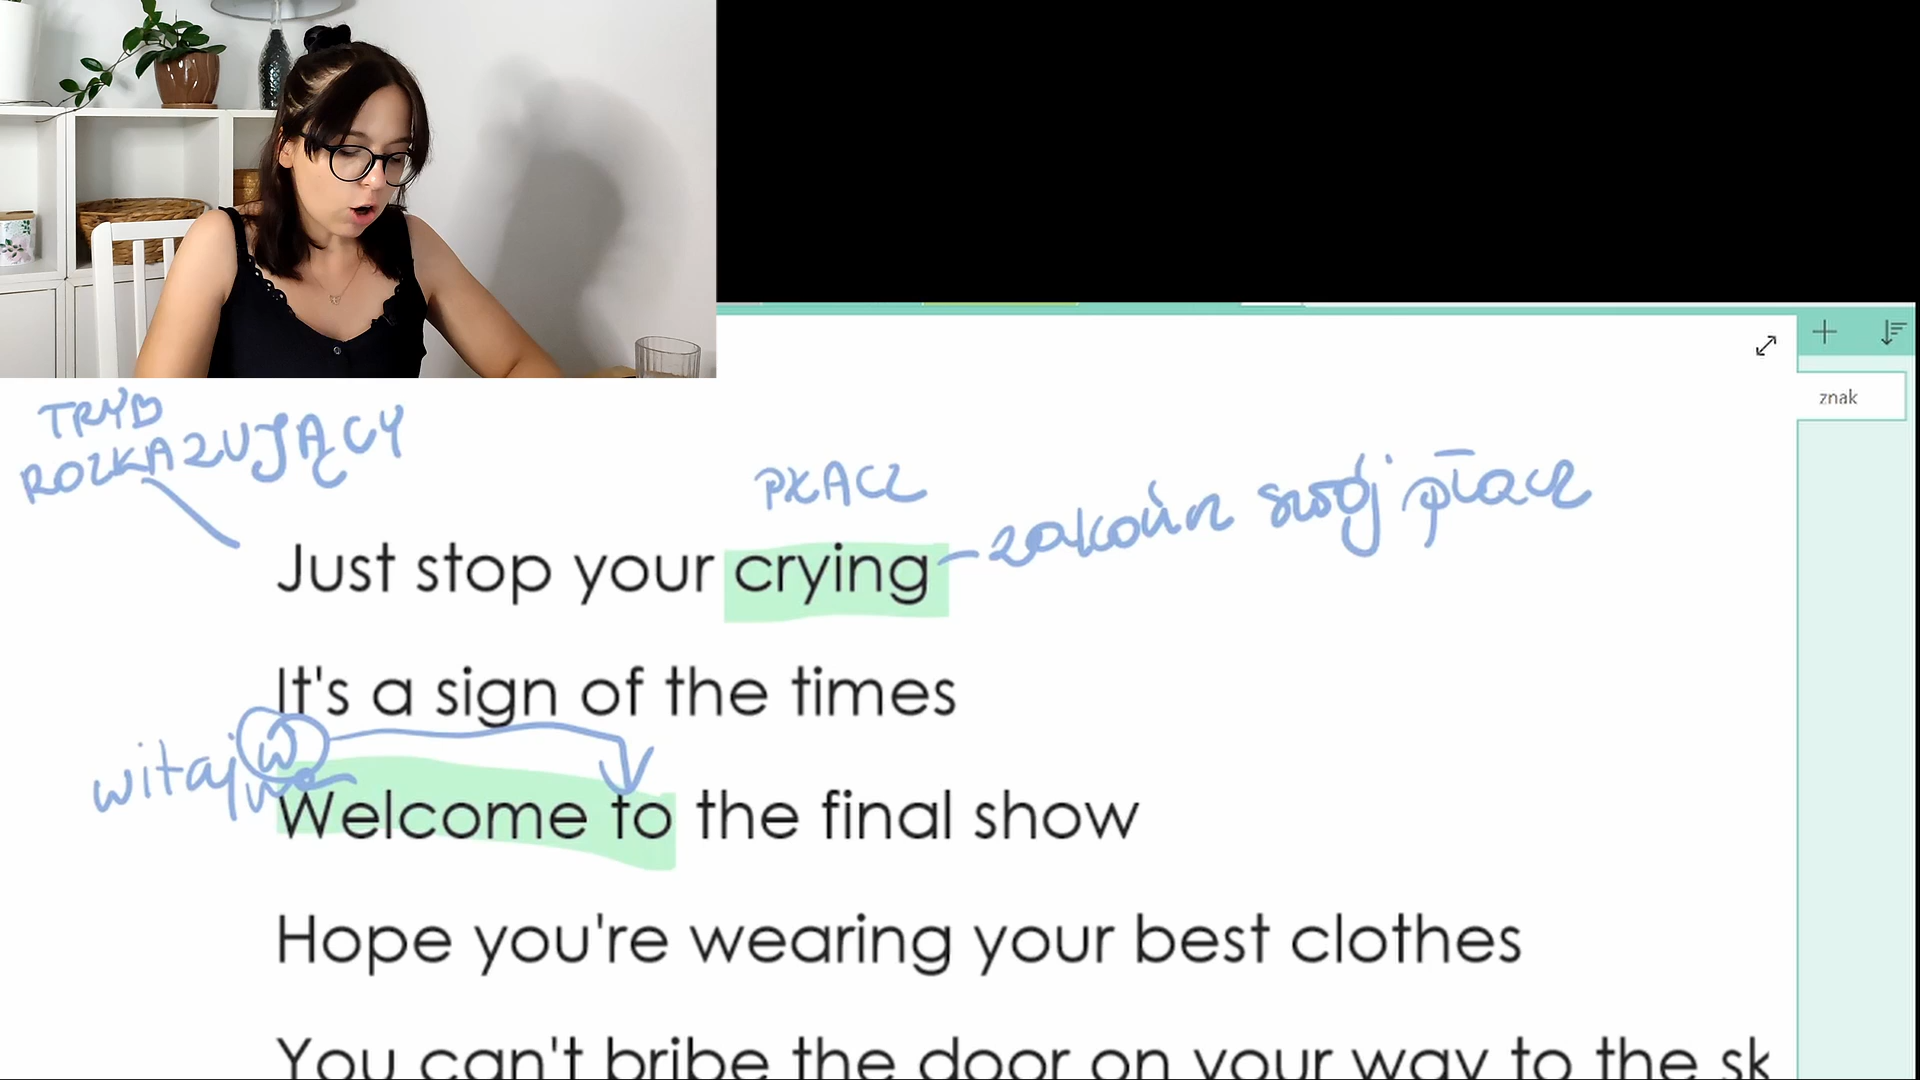 znak
TRYB
ROZKAZUJĄCY
PŁACZ
zakończ swój płacz
Just stop your crying
It's a sign of the times
w
witajcie
Welcome to the final show
Hope you're wearing your best clothes
You can't bribe the door on your way to the sk